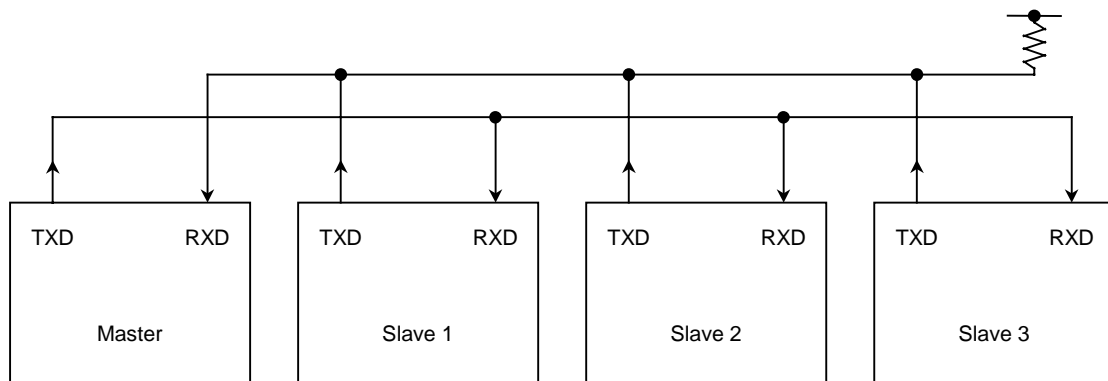 TXD RXD TXD RXD TXD RXD TXD RXD
Master Slave 1 Slave 2 Slave 3